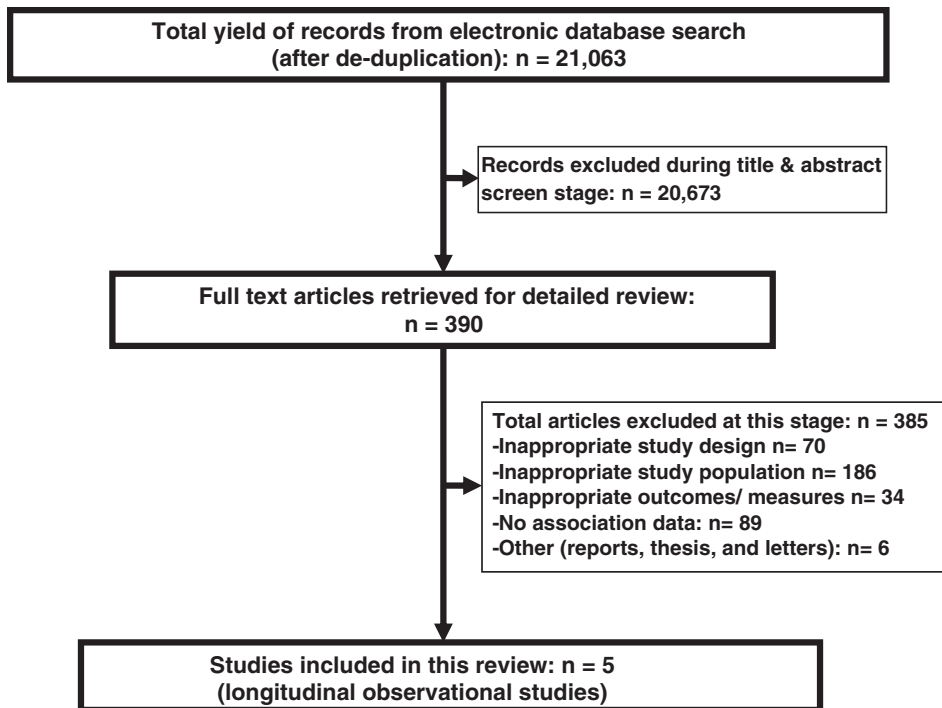 Total yield of records from electronic database search
(after de-duplication): n = 21,063
Records excluded during title & abstract
screen stage: n = 20,673
Full text articles retrieved for detailed review:
n = 390
Total articles excluded at this stage: n = 385
-Inappropriate study design n= 70
-Inappropriate study population n= 186
-Inappropriate outcomes/ measures n= 34
-No association data: n= 89
-Other (reports, thesis, and letters): n= 6
Studies included in this review: n = 5
(longitudinal observational studies)